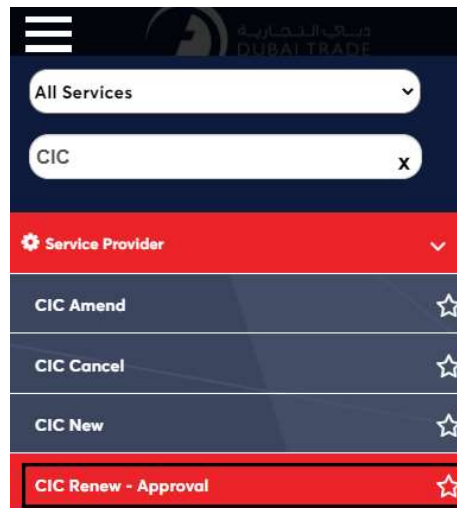 دبي التجارية
DUBAI TRADE
All Services
CIC
x
Service Provider
CIC Amend
CIC Cancel
CIC New
CIC Renew - Approval